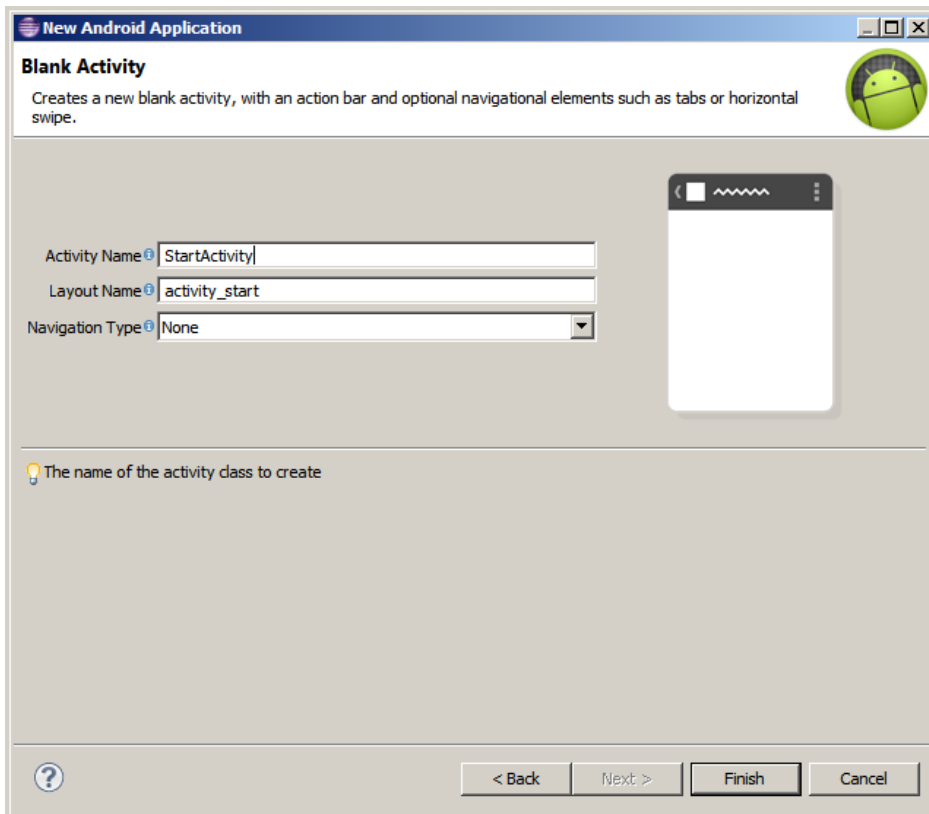 New Android Application
Blank Activity
Creates a new blank activity, with an action bar and optional navigational elements such as tabs or horizontal
swipe.
Activity Name StartActivity
Layout Name activity_start
Navigation Type None
The name of the activity class to create
? < Back Next > Finish Cancel